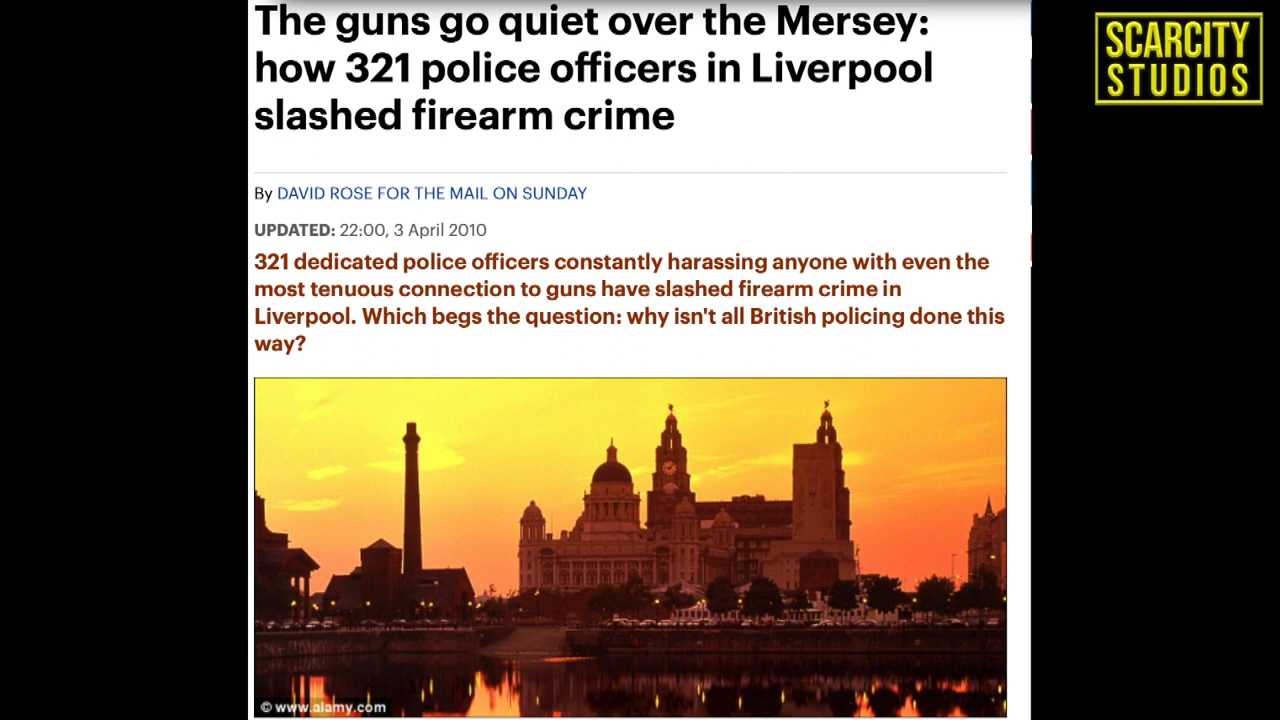 The guns go quiet over the Mersey:
how 321 police officers in Liverpool
slashed firearm crime
SCARCITY
STUDIOS
By DAVID ROSE FOR THE MAIL ON SUNDAY
UPDATED: 22:00, 3 April 2010
321 dedicated police officers constantly harassing anyone with even the
most tenuous connection to guns have slashed firearm crime in
Liverpool. Which begs the question: why isn't all British policing done this
way?
© www.alamy.com